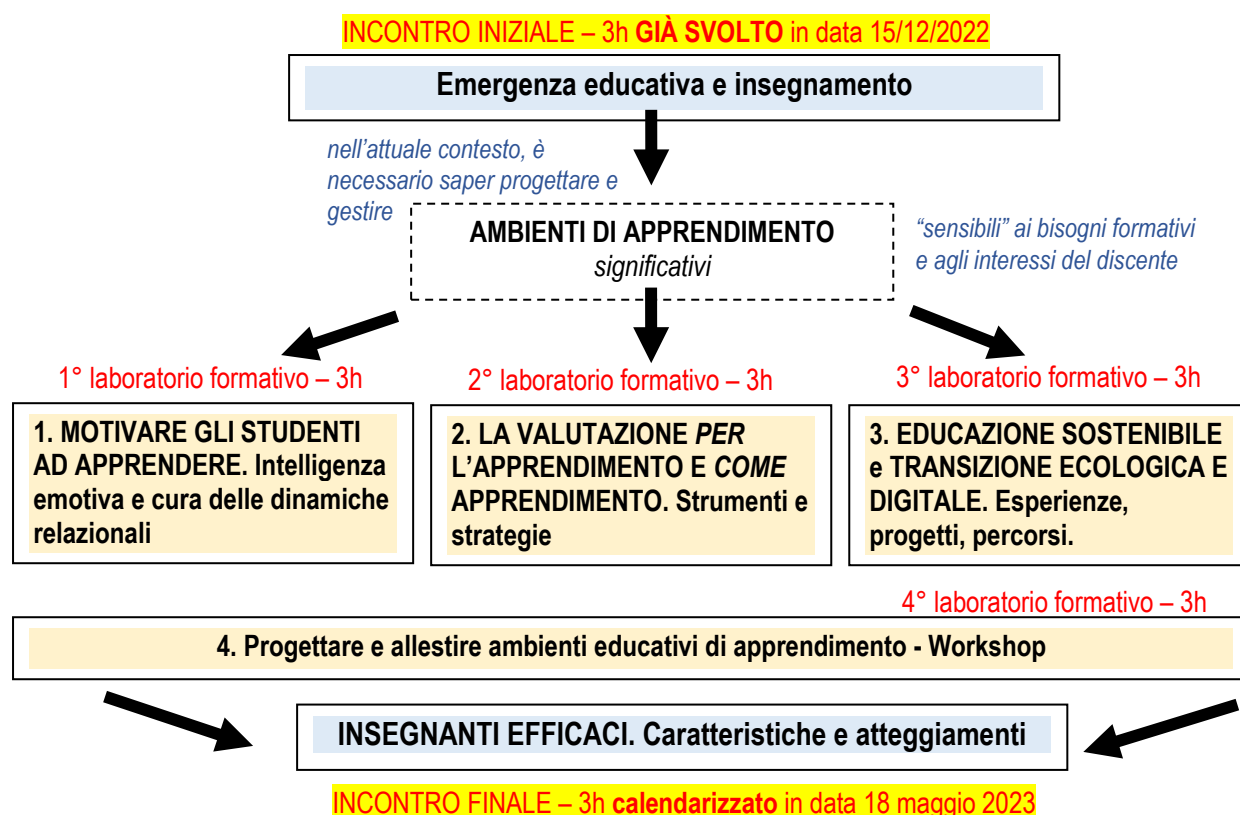 INCONTRO INIZIALE – 3h GIÀ SVOLTO in data 15/12/2022
Emergenza educativa e insegnamento
nell'attuale contesto, è
necessario saper progettare e
gestire
AMBIENTI DI APPRENDIMENTO
significativi
“sensibili” ai bisogni formativi
e agli interessi del discente
1° laboratorio formativo – 3h
1. MOTIVARE GLI STUDENTI
AD APPRENDERE. Intelligenza
emotiva e cura delle dinamiche
relazionali
2° laboratorio formativo – 3h
2. LA VALUTAZIONE PER
L’APPRENDIMENTO E COME
APPRENDIMENTO. Strumenti e
strategie
3° laboratorio formativo – 3h
3. EDUCAZIONE SOSTENIBILE
e TRANSIZIONE ECOLOGICA E
DIGITALE. Esperienze,
progetti, percorsi.
4° laboratorio formativo – 3h
4. Progettare e allestire ambienti educativi di apprendimento - Workshop
INSEGNANTI EFFICACI. Caratteristiche e atteggiamenti
INCONTRO FINALE – 3h calendarizzato in data 18 maggio 2023